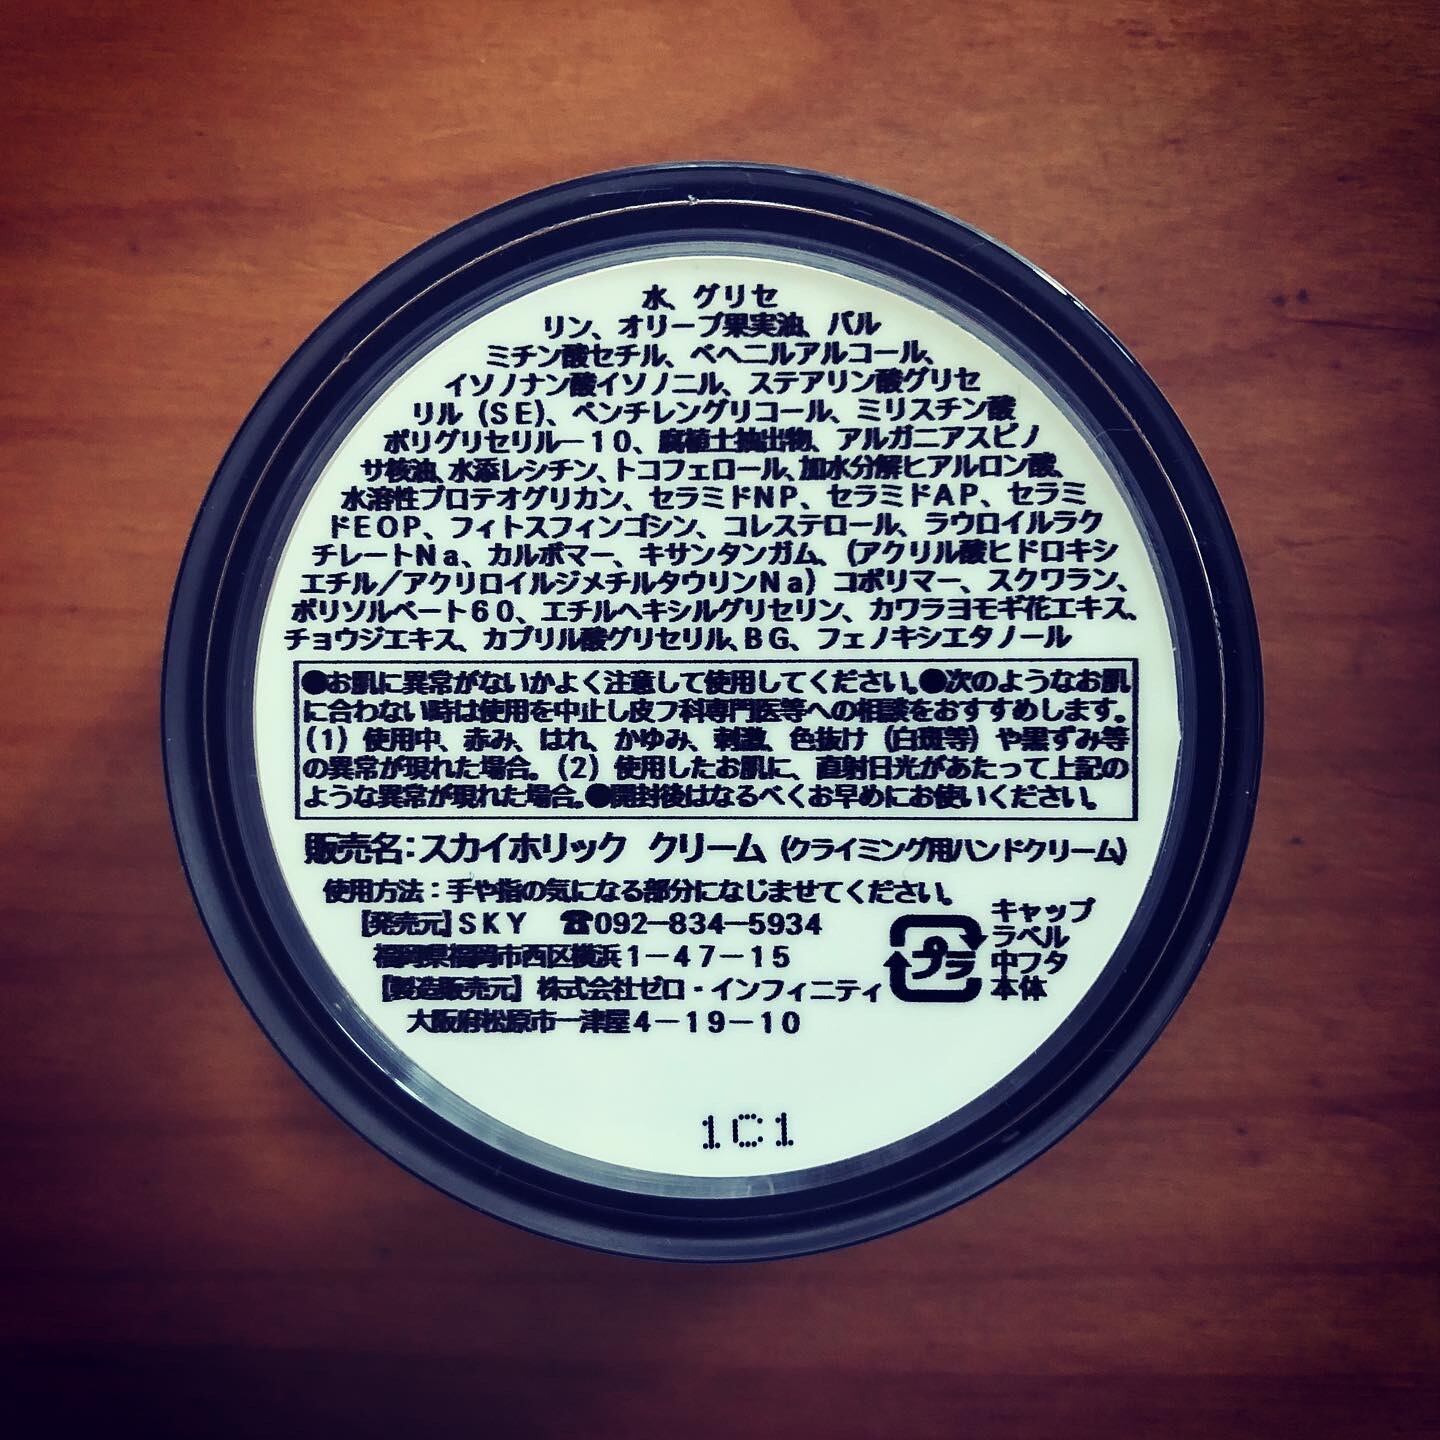 水、グリセ
リン、オリーブ果実油、パル
ミチン酸セチル、ベヘニルアルコール、
イソノナン酸イソノニル、ステアリン酸グリセ
リル(SE)、ペンチレングリコール、ミリスチン酸
ポリグリセリル－10、腐植土抽出物、アルガニアスピノ
サ核油、水添レシチン、トコフェロール、加水分解ヒアルロン酸、
水溶性プロテオグリカン、セラミドNP、セラミドAP、セラミ
ドEOP、フィトスフィンゴシン、コレステロール、ラウロイルラク
チレートNa、カルボマー、キサンタンガム、(アクリル酸ヒドロキシ
エチル/アクリロイルジメチルタウリンNa)コポリマー、スクワラン、
ポリソルベート60、エチルヘキシルグリセリン、カワラヨモギ花エキス、
チョウジエキス、カプリル酸グリセリル、BG、フェノキシエタノール
●お肌に異常がないかよく注意して使用してください。●次のようなお肌
に合わない時は使用を中止し皮フ科専門医等への相談をおすすめします。
(1)使用中、赤み、はれ、かゆみ、刺激、色抜け(白斑等)や黒ずみ等
の異常が現れた場合。(2)使用したお肌に、直射日光があたって上記の
ような異常が現れた場合。●開封後はなるべくお早めにお使いください。
販売名：スカイホリック クリーム(クライミング用ハンドクリーム)
使用方法：手や指の気になる部分になじませてください。
[発売元]SKY ☎092-834-5934
福岡県福岡市西区横浜1-47-15
[製造販売元]株式会社ゼロ・インフィニティ
大阪府松原市一津屋4-19-10
プラ
キャップ
ラベル
中フタ
本体
1C1